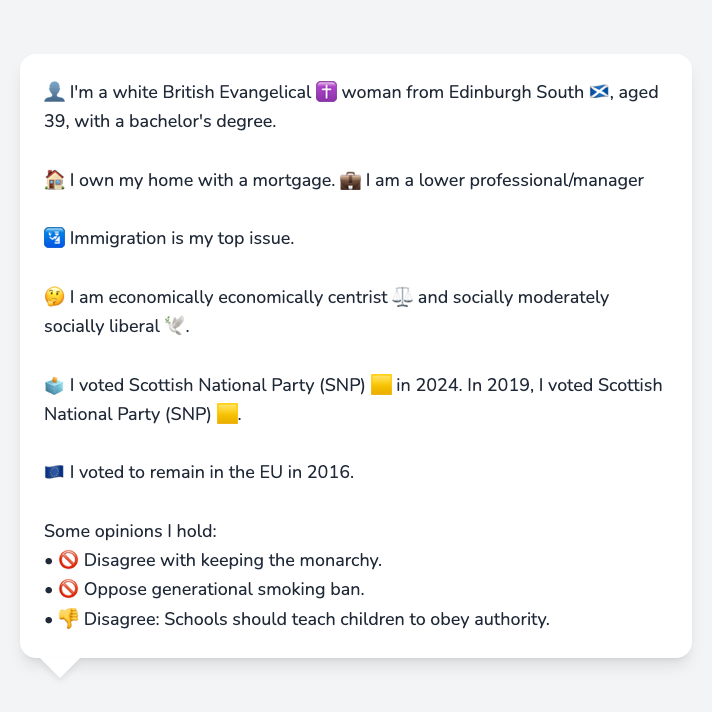 👤 I'm a white British Evangelical ✝️ woman from Edinburgh South 🏴󠁧󠁢󠁳󠁣󠁴󠁿, aged
39, with a bachelor's degree.
🏠 I own my home with a mortgage. 💼 I am a lower professional/manager
🛂 Immigration is my top issue.
🤔 I am economically economically centrist ⚖️ and socially moderately
socially liberal 🕊️.
🗳️ I voted Scottish National Party (SNP) 🟨 in 2024. In 2019, I voted Scottish
National Party (SNP) 🟨.
🇪🇺 I voted to remain in the EU in 2016.
Some opinions I hold:
• 🚫 Disagree with keeping the monarchy.
• 🚫 Oppose generational smoking ban.
• 👎 Disagree: Schools should teach children to obey authority.